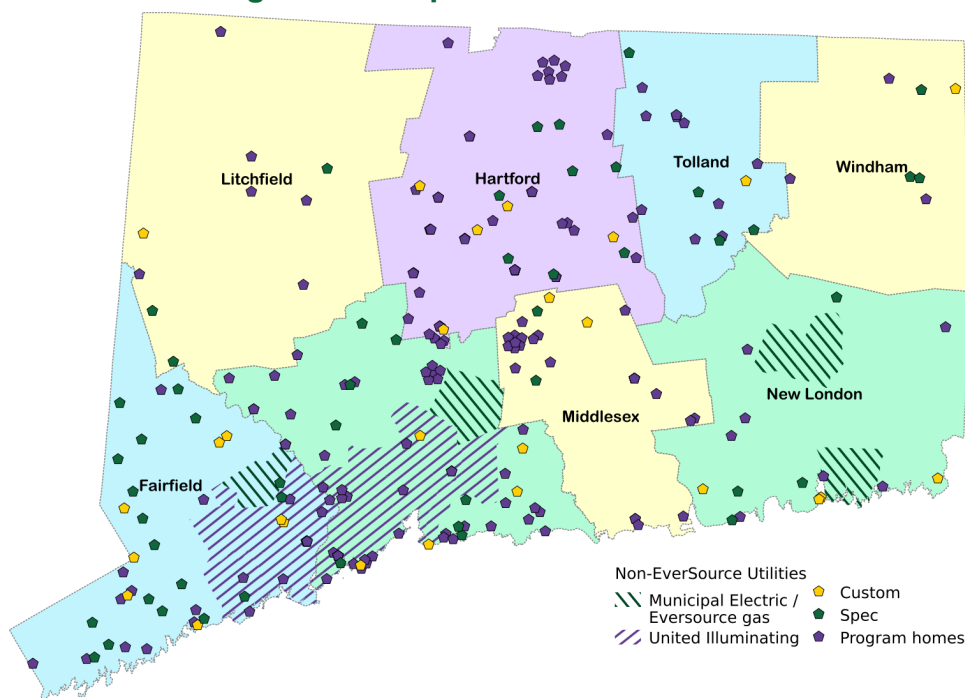 Litchfield
Hartford
Tolland
Windham
Fairfield
Middlesex
New London
Non-EverSource Utilities
Municipal Electric /
Eversource gas
United Illuminating
Custom
Spec
Program homes